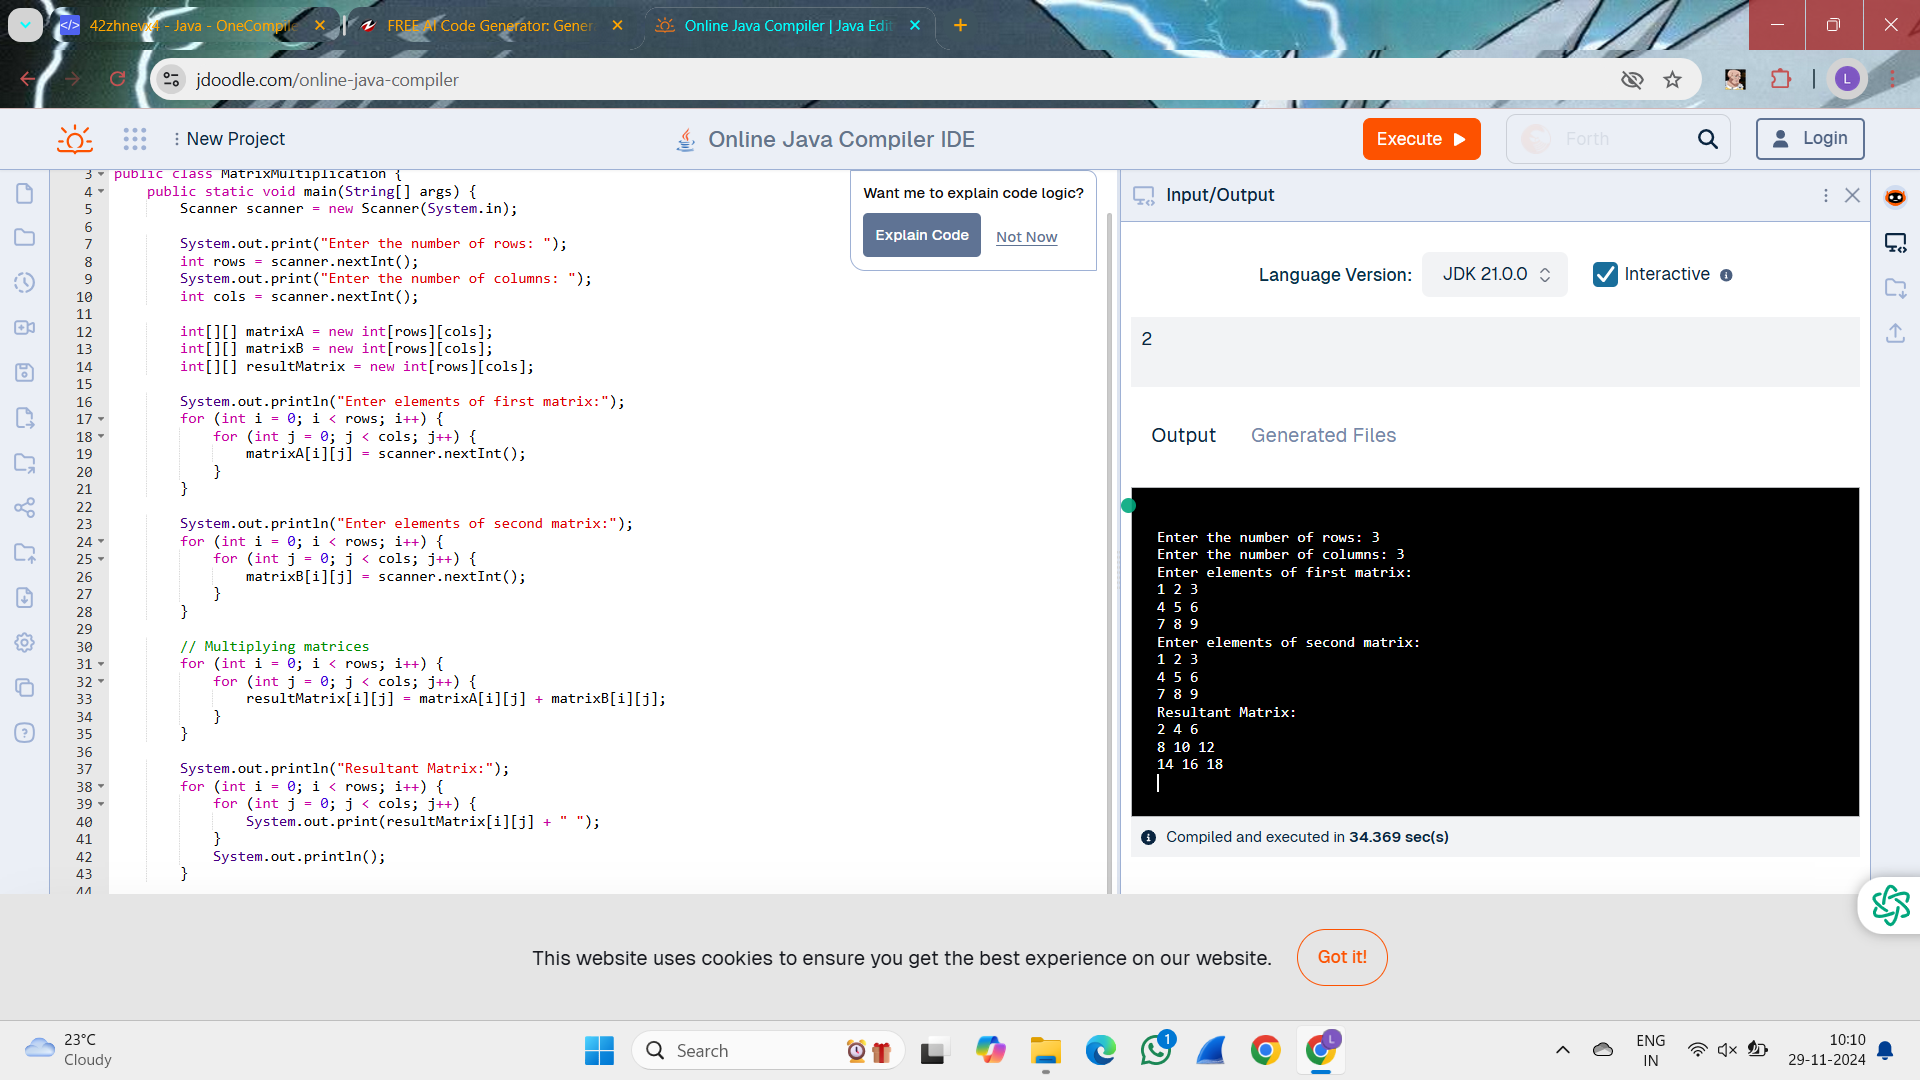 42zhnevx4 - Java - OneCompile
FREE AI Code Generator: Gener
Online Java Compiler | Java Edit
jdoodle.com/online-java-compiler
L
New Project
Online Java Compiler IDE
Execute
Forth
Login
3 public class MatrixMultiplication {
4 public static void main(String[] args) {
5 Scanner scanner = new Scanner(System.in);
6
7 System.out.print("Enter the number of rows: ");
8 int rows = scanner.nextInt();
9 System.out.print("Enter the number of columns: ");
10 int cols = scanner.nextInt();
11
12 int[][] matrixA = new int[rows][cols];
13 int[][] matrixB = new int[rows][cols];
14 int[][] resultMatrix = new int[rows][cols];
15
16 System.out.println("Enter elements of first matrix:");
17 for (int i = 0; i < rows; i++) {
18 for (int j = 0; j < cols; j++) {
19 matrixA[i][j] = scanner.nextInt();
20 }
21 }
22
23 System.out.println("Enter elements of second matrix:");
24 for (int i = 0; i < rows; i++) {
25 for (int j = 0; j < cols; j++) {
26 matrixB[i][j] = scanner.nextInt();
27 }
28 }
29
30 // Multiplying matrices
31 for (int i = 0; i < rows; i++) {
32 for (int j = 0; j < cols; j++) {
33 resultMatrix[i][j] = matrixA[i][j] + matrixB[i][j];
34 }
35 }
36
37 System.out.println("Resultant Matrix:");
38 for (int i = 0; i < rows; i++) {
39 for (int j = 0; j < cols; j++) {
40 System.out.print(resultMatrix[i][j] + " ");
41 }
42 System.out.println();
43 }
44
Want me to explain code logic?
Explain Code
Not Now
Input/Output
Language Version: JDK 21.0.0 Interactive
2
Output Generated Files
Enter the number of rows: 3
Enter the number of columns: 3
Enter elements of first matrix:
1 2 3
4 5 6
7 8 9
Enter elements of second matrix:
1 2 3
4 5 6
7 8 9
Resultant Matrix:
2 4 6
8 10 12
14 16 18
Compiled and executed in 34.369 sec(s)
This website uses cookies to ensure you get the best experience on our website.
Got it!
23°C
Cloudy
Search
1
L
ENG
IN
10:10
29-11-2024